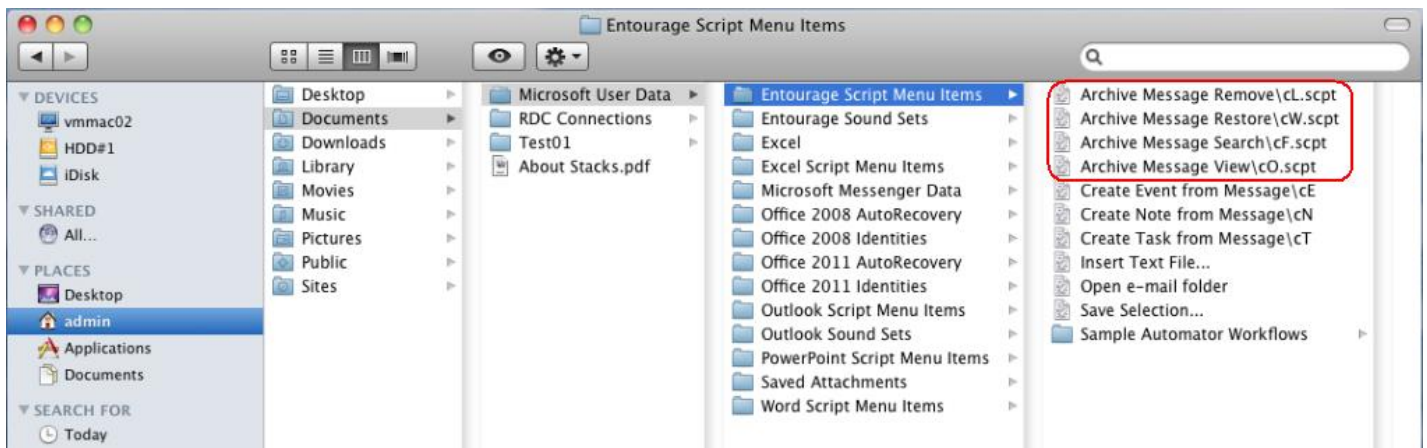 Entourage Script Menu Items
DEVICES
vmmac02
HDD#1
iDisk
SHARED
All...
PLACES
Desktop
admin
Applications
Documents
SEARCH FOR
Today
Desktop
Documents
Downloads
Library
Movies
Music
Pictures
Public
Sites
Microsoft User Data
RDC Connections
Test01
About Stacks.pdf
Entourage Script Menu Items
Entourage Sound Sets
Excel
Excel Script Menu Items
Microsoft Messenger Data
Office 2008 AutoRecovery
Office 2008 Identities
Office 2011 AutoRecovery
Office 2011 Identities
Outlook Script Menu Items
Outlook Sound Sets
PowerPoint Script Menu Items
Saved Attachments
Word Script Menu Items
Archive Message Remove\cL.scpt
Archive Message Restore\cW.scpt
Archive Message Search\cF.scpt
Archive Message View\cO.scpt
Create Event from Message\cE
Create Note from Message\cN
Create Task from Message\cT
Insert Text File...
Open e-mail folder
Save Selection...
Sample Automator Workflows